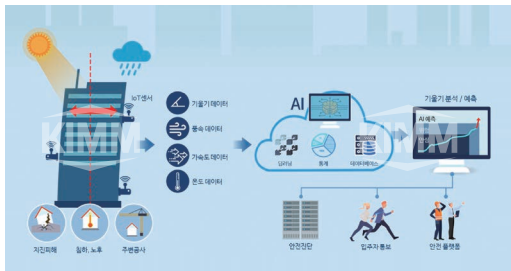 IoT센서
지진피해
침하, 노후
주변공사
기울기 데이터
풍속 데이터
가속도 데이터
온도 데이터
AI
딥러닝
통계
데이터베이스
기울기 분석 / 예측
AI 예측
안전진단
입주자 통보
안전 플랫폼
KIMM
KIMM